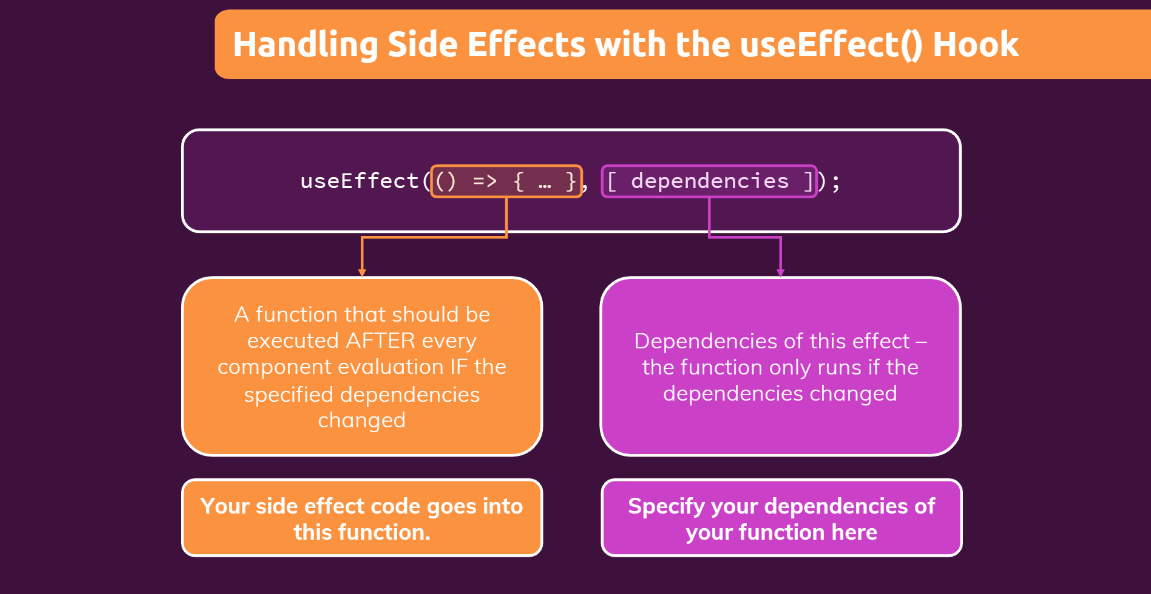 Handling Side Effects with the useEffect() Hook
useEffect(() => { … }, [ dependencies ]);
A function that should be
executed AFTER every
component evaluation IF the
specified dependencies
changed
Dependencies of this effect –
the function only runs if the
dependencies changed
Your side effect code goes into
this function.
Specify your dependencies of
your function here